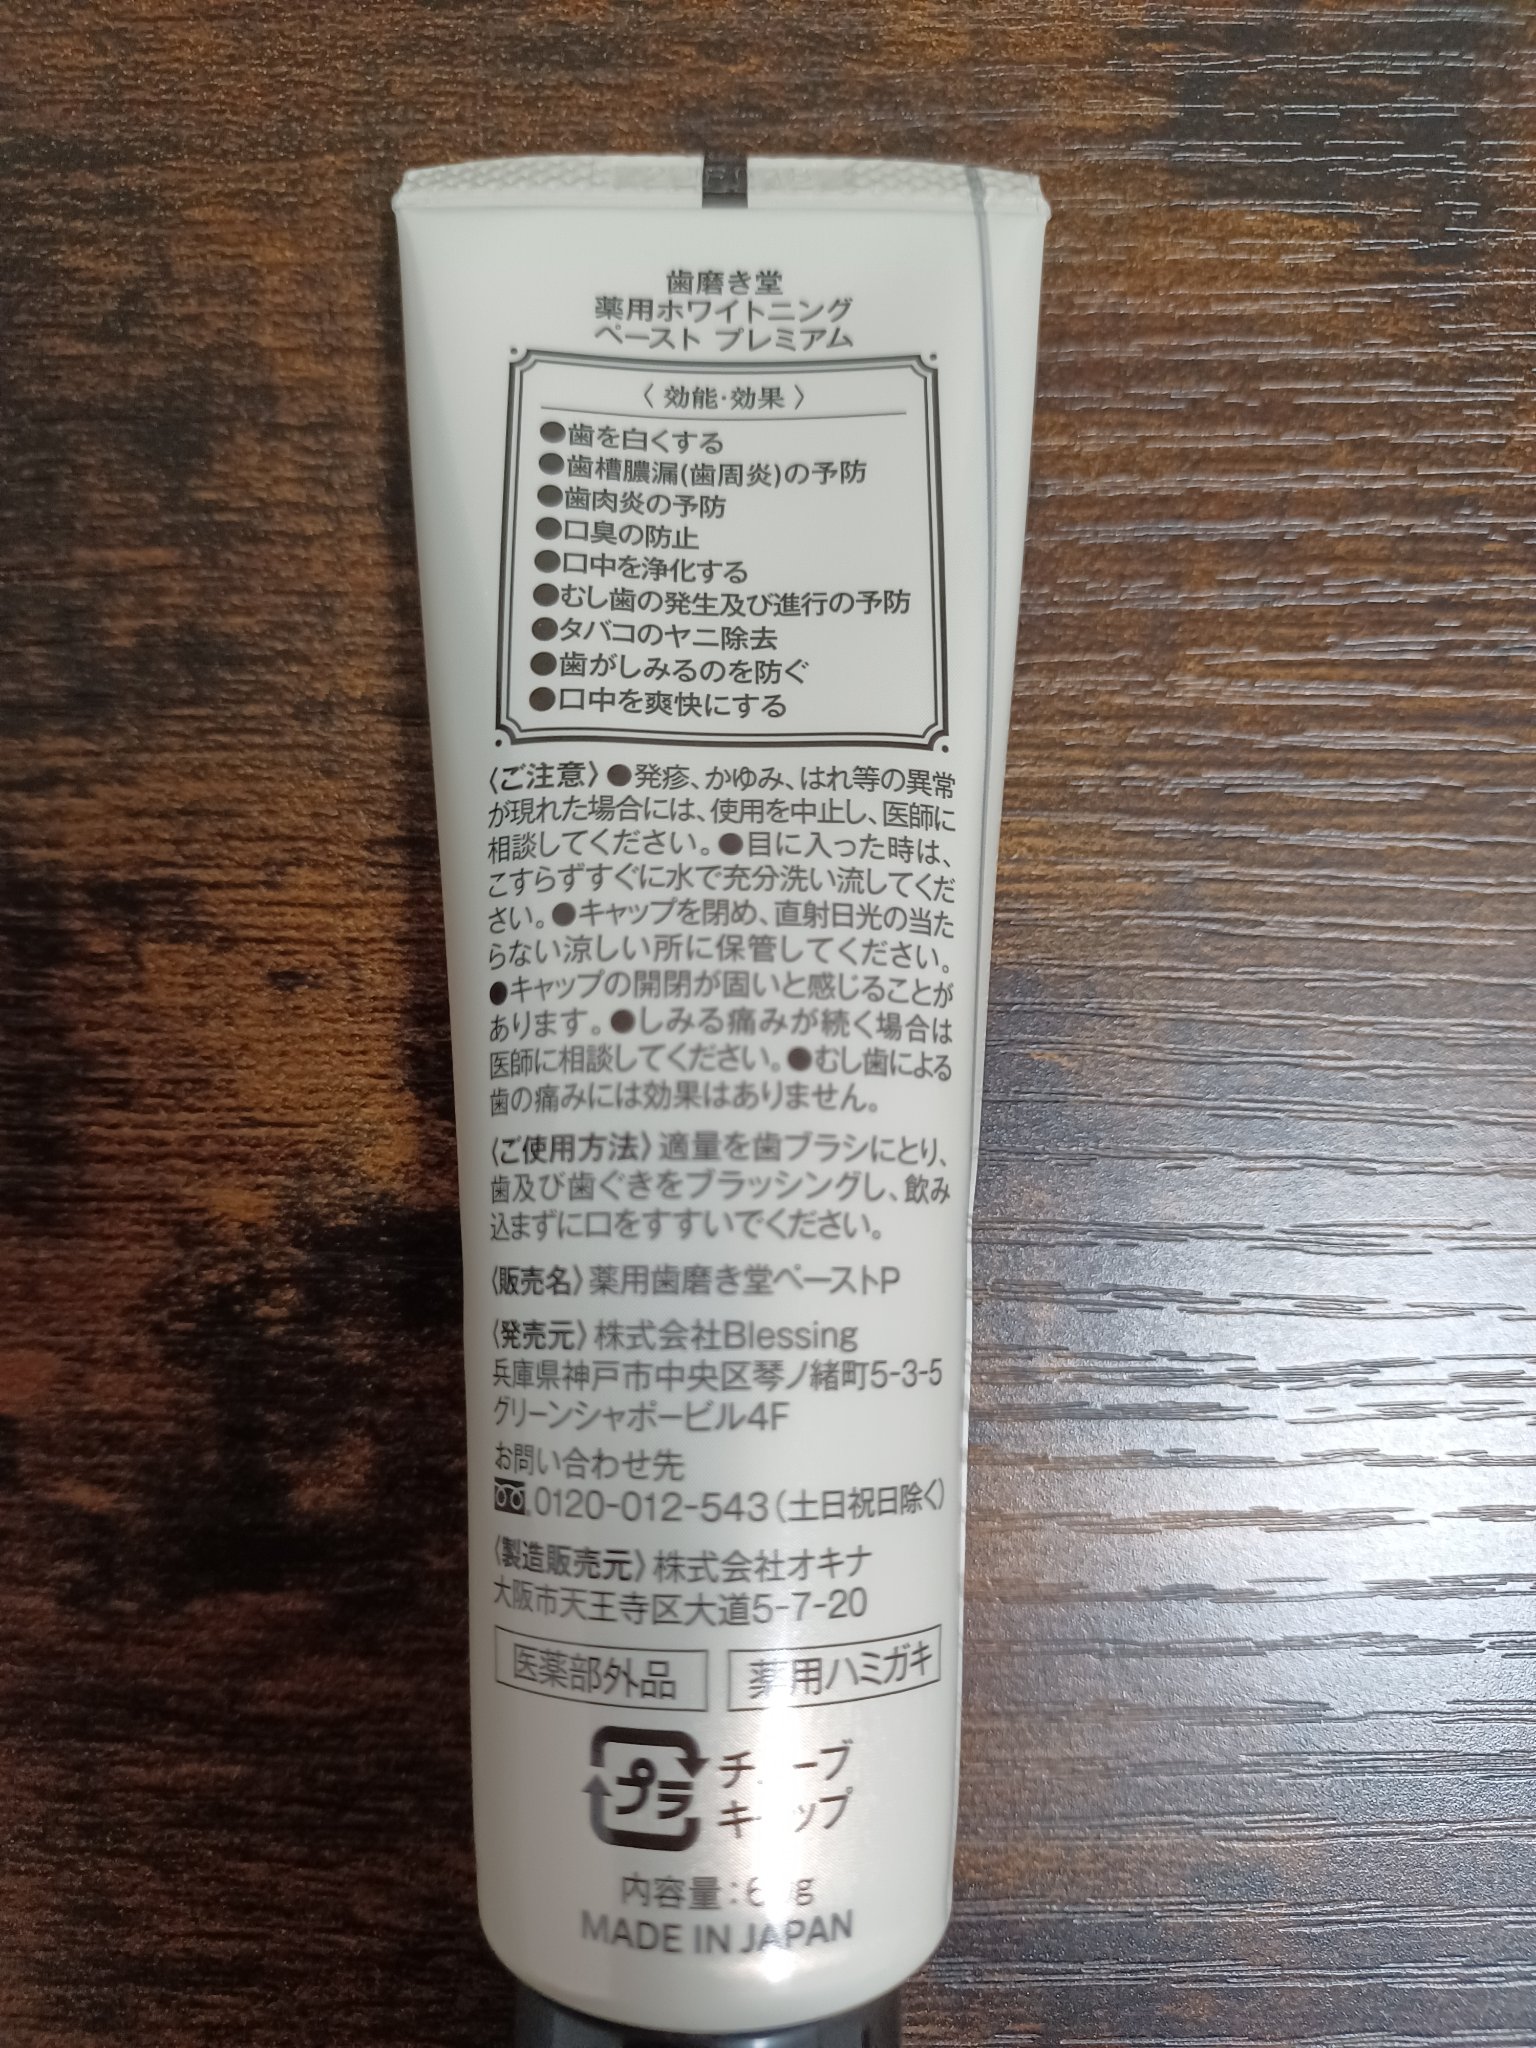 歯磨き堂
薬用ホワイトニング
ペースト プレミアム
〈 効能・効果 〉
●歯を白くする
●歯槽膿漏(歯周炎)の予防
●歯肉炎の予防
●口臭の防止
●口中を浄化する
●むし歯の発生及び進行の予防
●タバコのヤニ除去
●歯がしみるのを防ぐ
●口中を爽快にする
〈ご注意〉●発疹、かゆみ、はれ等の異常
が現れた場合には、使用を中止し、医師に
相談してください。●目に入った時は、
こすらずすぐに水で充分洗い流してくだ
さい。●キャップを閉め、直射日光の当た
らない涼しい所に保管してください。
●キャップの開閉が固いと感じることが
あります。●しみる痛みが続く場合は
医師に相談してください。●むし歯による
歯の痛みには効果はありません。
〈ご使用方法〉適量を歯ブラシにとり、
歯及び歯ぐきをブラッシングし、飲み
込まずに口をすすいでください。
〈販売名〉薬用歯磨き堂ペーストP
〈発売元〉株式会社Blessing
兵庫県神戸市中央区琴ノ緒町5-3-5
グリーンシャポービル4F
お問い合わせ先
0120-012-543(土日祝日除く)
〈製造販売元〉株式会社オキナ
大阪市天王寺区大道5-7-20
医薬部外品 薬用ハミガキ
プラ
チューブ
キャップ
内容量:
MADE IN JAPAN